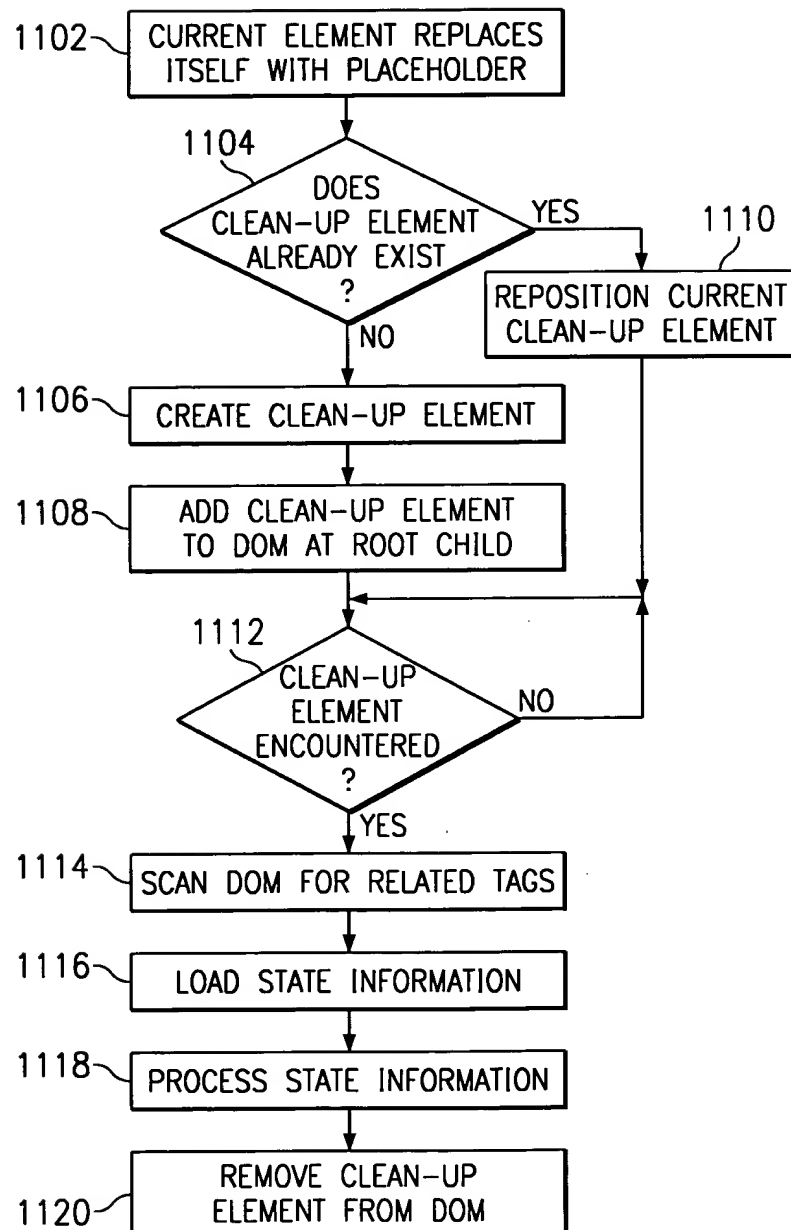 1102
CURRENT ELEMENT REPLACES
ITSELF WITH PLACEHOLDER
1104
DOES
CLEAN-UP ELEMENT
ALREADY EXIST
?
YES
NO
1110
REPOSITION CURRENT
CLEAN-UP ELEMENT
1106
CREATE CLEAN-UP ELEMENT
1108
ADD CLEAN-UP ELEMENT
TO DOM AT ROOT CHILD
1112
CLEAN-UP
ELEMENT
ENCOUNTERED
?
NO
YES
1114
SCAN DOM FOR RELATED TAGS
1116
LOAD STATE INFORMATION
1118
PROCESS STATE INFORMATION
1120
REMOVE CLEAN-UP
ELEMENT FROM DOM